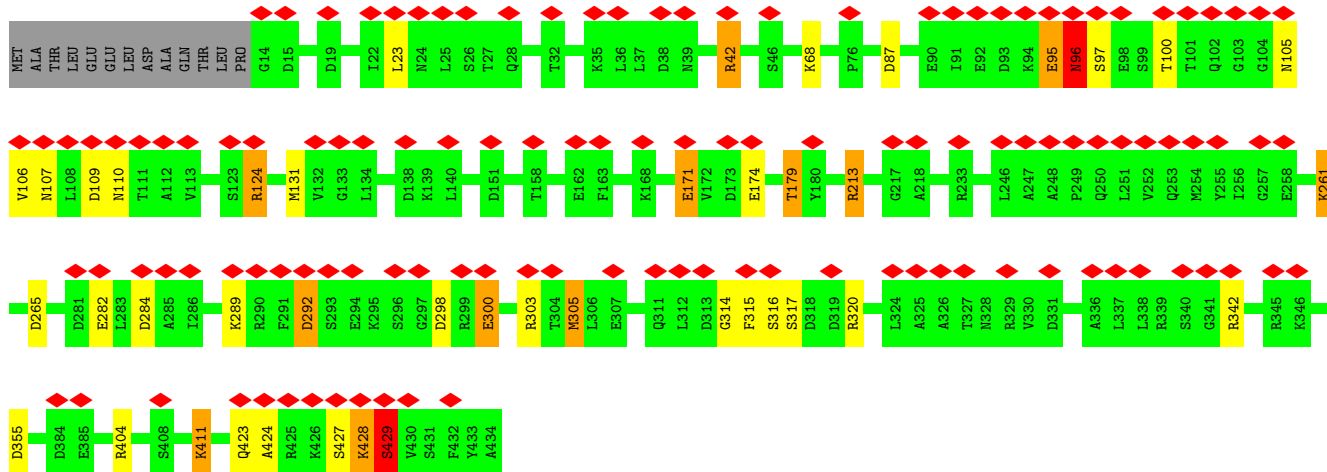 MET ALA THR LEU GLU GLU LEU LEU ASP ALA GLN THR LEU PRO G14 D15 D19 I22 L23 N24 L25 S26 T27 Q28 T32 K35 L36 L37 D38 N39 R42 S46 K68 P76 D87 E90 I91 E92 D93 K94 E95 N96 S97 E98 S99 T100 T101 Q102 G103 G104 N105
V106 N107 L108 D109 N110 T111 A112 V113 S123 R124 M131 V132 G133 L134 D138 K139 L140 D151 T158 E162 F163 K168 E171 V172 D173 E174 T179 Y180 R213 G217 A218 R233 L246 A247 A248 P249 Q250 L251 V252 Q253 M254 Y255 I256 G257 E258 K261
D265 D281 E282 L283 D284 A285 I286 K289 R290 F291 D292 S293 E294 K295 S296 G297 D298 R299 E300 R303 T304 M305 L306 E307 Q311 L312 D313 G314 F315 S316 S317 D318 D319 R320 L324 A325 A326 T327 N328 R329 V330 D331 A336 L337 L338 R339 S340 G341 R342 R345 K346
D355 D384 E385 R404 S408 K411 Q423 A424 R425 K426 S427 K428 S429 V430 S431 F432 Y433 A434